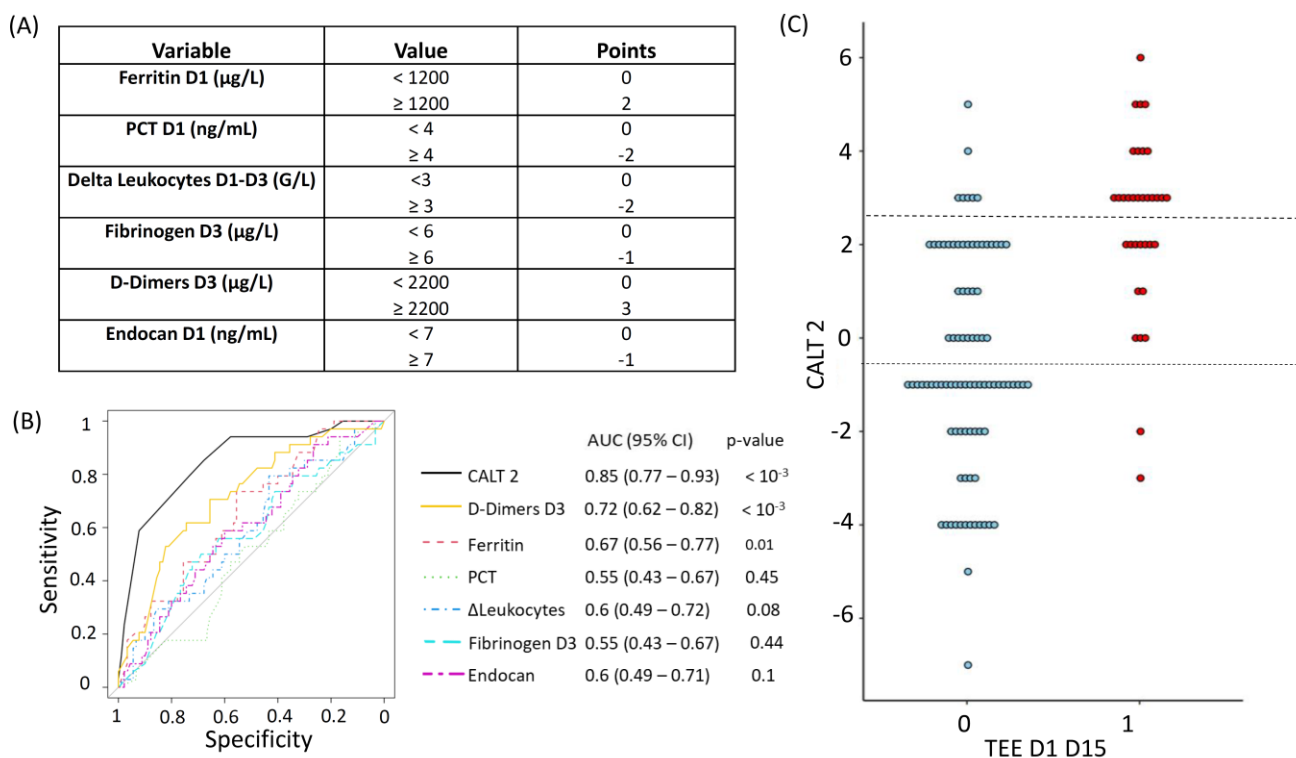 (A)
Variable Value Points
Ferritin D1 (µg/L) < 1200 0
≥ 1200 2
PCT D1 (ng/mL) < 4 0
≥ 4 -2
Delta Leukocytes D1-D3 (G/L) <3 0
≥ 3 -2
Fibrinogen D3 (µg/L) < 6 0
≥ 6 -1
D-Dimers D3 (µg/L) < 2200 0
≥ 2200 3
Endocan D1 (ng/mL) < 7 0
≥ 7 -1
(B)
1
0.8
0.6
0.4
0.2
0
Sensitivity
1 0.8 0.6 0.4 0.2 0
Specificity
AUC (95% CI) p-value
CALT 2 0.85 (0.77 – 0.93) < 10⁻³
D-Dimers D3 0.72 (0.62 – 0.82) < 10⁻³
Ferritin 0.67 (0.56 – 0.77) 0.01
PCT 0.55 (0.43 – 0.67) 0.45
ΔLeukocytes 0.6 (0.49 – 0.72) 0.08
Fibrinogen D3 0.55 (0.43 – 0.67) 0.44
Endocan 0.6 (0.49 – 0.71) 0.1
(C)
6
4
2
0
-2
-4
-6
CALT 2
0 1
TEE D1 D15